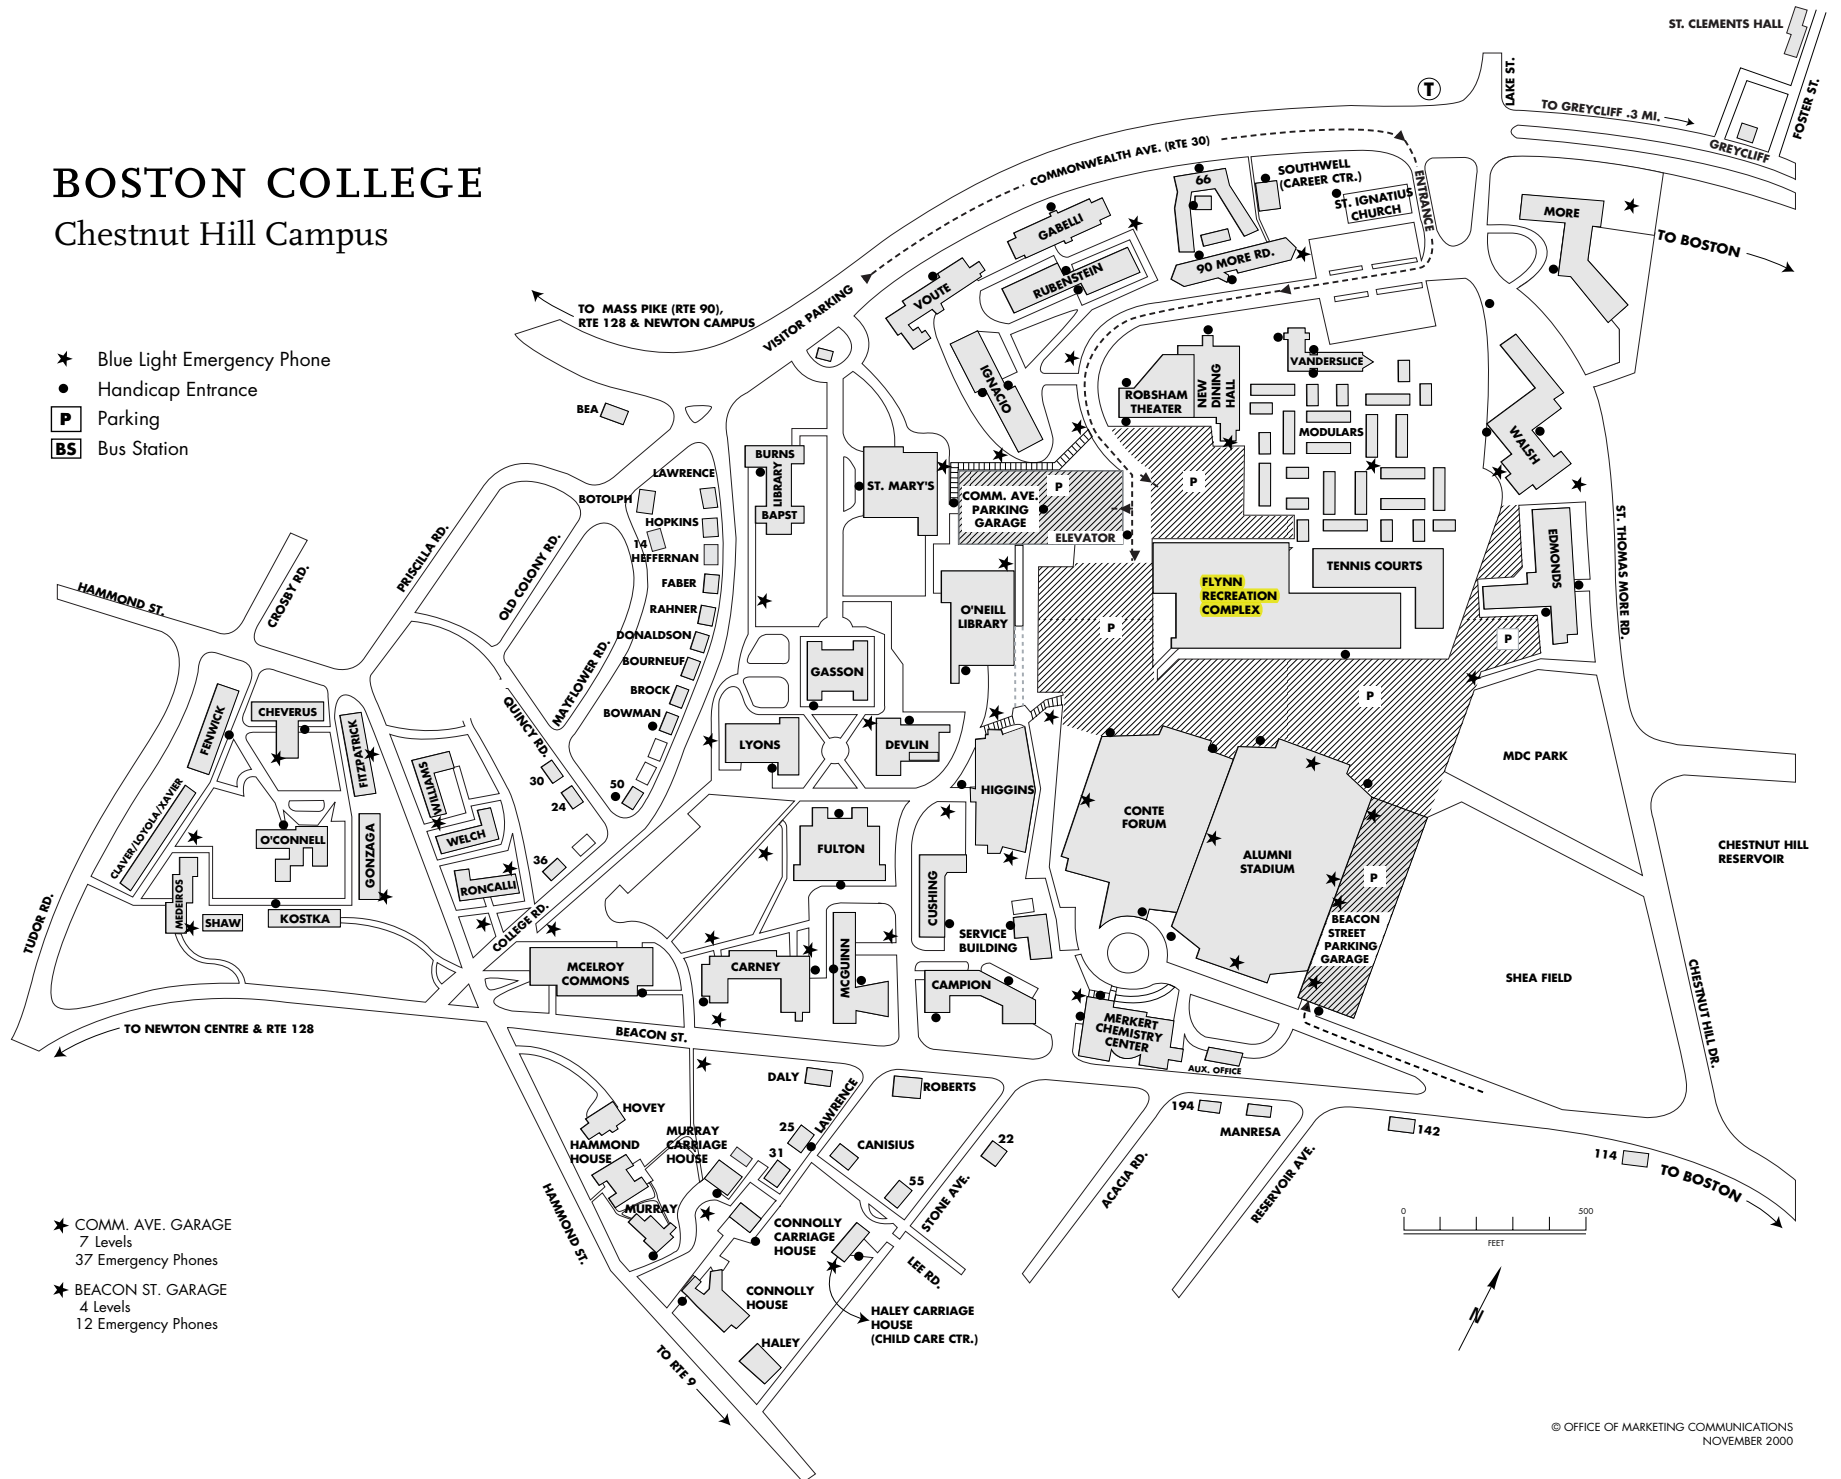 BOSTON COLLEGE
Chestnut Hill Campus
Blue Light Emergency Phone
Handicap Entrance
P Parking
BS Bus Station
ST. CLEMENTS HALL
LAKE ST.
T
TO GREYCLIFF .3 MI.
FOSTER ST.
GREYCLIFF
COMMONWEALTH AVE. (RTE 30)
ENTRANCE
66
SOUTHWELL
(CAREER CTR.)
ST. IGNATIUS
CHURCH
MORE
TO BOSTON
GABELLI
90 MORE RD.
RUBENSTEIN
VOUTE
TO MASS PIKE (RTE 90),
RTE 128 & NEWTON CAMPUS
VISITOR PARKING
IGNACIO
ROBSHAM
THEATER
NEW
DINING
HALL
VANDERSLICE
MODULARS
WALSH
BEA
BURNS
LIBRARY
BAPST
ST. MARY'S
COMM. AVE.
PARKING
GARAGE
P
P
ELEVATOR
LAWRENCE
BOTOLPH
HOPKINS
14
HEFFERNAN
FABER
RAHNER
DONALDSON
BOURNEUF
BROCK
BOWMAN
HAMMOND ST.
CROSBY RD.
PRISCILLA RD.
OLD COLONY RD.
MAYFLOWER RD.
QUINCY RD.
O'NEILL
LIBRARY
P
FLYNN
RECREATION
COMPLEX
TENNIS COURTS
EDMONDS
P
ST. THOMAS MORE RD.
GASSON
P
LYONS
DEVLIN
HIGGINS
MDC PARK
FENWICK
CHEVERUS
FITZPATRICK
WILLIAMS
30
24
50
CLAVER/LOYOLA/XAVIER
O'CONNELL
GONZAGA
WELCH
36
RONCALLI
MEDEIROS
SHAW
KOSTKA
COLLEGE RD.
TUDOR RD.
FULTON
CUSHING
CONTE
FORUM
ALUMNI
STADIUM
P
BEACON
STREET
PARKING
GARAGE
CHESTNUT HILL
RESERVOIR
SHEA FIELD
CHESTNUT HILL DR.
SERVICE
BUILDING
MCELROY
COMMONS
CARNEY
MCGUINN
CAMPION
MERKERT
CHEMISTRY
CENTER
AUX. OFFICE
TO NEWTON CENTRE & RTE 128
BEACON ST.
DALY
LAWRENCE
ROBERTS
HOVEY
HAMMOND
HOUSE
MURRAY
CARRIAGE
HOUSE
25
31
CANISIUS
22
55
STONE AVE.
ACACIA RD.
194
MANRESA
RESERVOIR AVE.
142
114
TO BOSTON
MURRAY
HAMMOND ST.
CONNOLLY
CARRIAGE
HOUSE
LEE RD.
CONNOLLY
HOUSE
HALEY CARRIAGE
HOUSE
(CHILD CARE CTR.)
HALEY
TO RTE 9
COMM. AVE. GARAGE
7 Levels
37 Emergency Phones
BEACON ST. GARAGE
4 Levels
12 Emergency Phones
0 500
FEET
N
© OFFICE OF MARKETING COMMUNICATIONS
NOVEMBER 2000